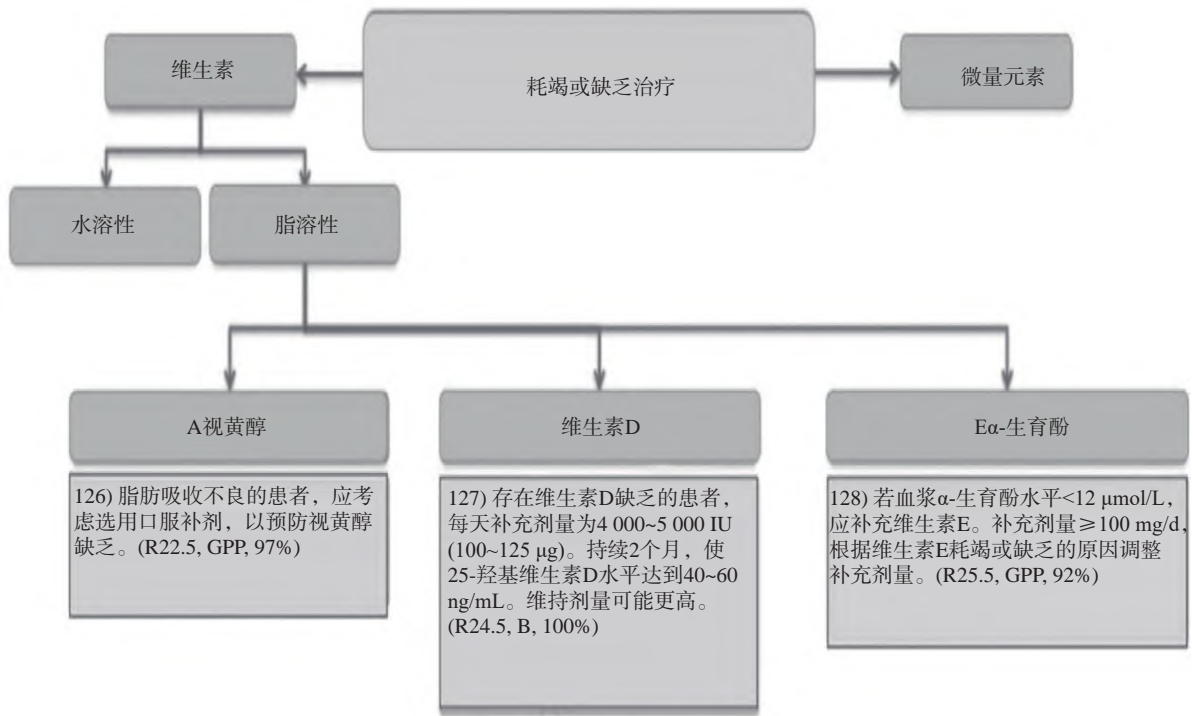 维生素
耗竭或缺乏治疗
微量元素
水溶性
脂溶性
A视黄醇
126) 脂肪吸收不良的患者，应考
虑选用口服补剂，以预防视黄醇
缺乏。(R22.5, GPP, 97%)
维生素D
127) 存在维生素D缺乏的患者，
每天补充剂量为4 000~5 000 IU
(100~125 μg)。持续2个月，使
25-羟基维生素D水平达到40~60
ng/mL。维持剂量可能更高。
(R24.5, B, 100%)
Eα-生育酚
128) 若血浆α-生育酚水平<12 μmol/L，
应补充维生素E。补充剂量≥100 mg/d，
根据维生素E耗竭或缺乏的原因调整
补充剂量。(R25.5, GPP, 92%)